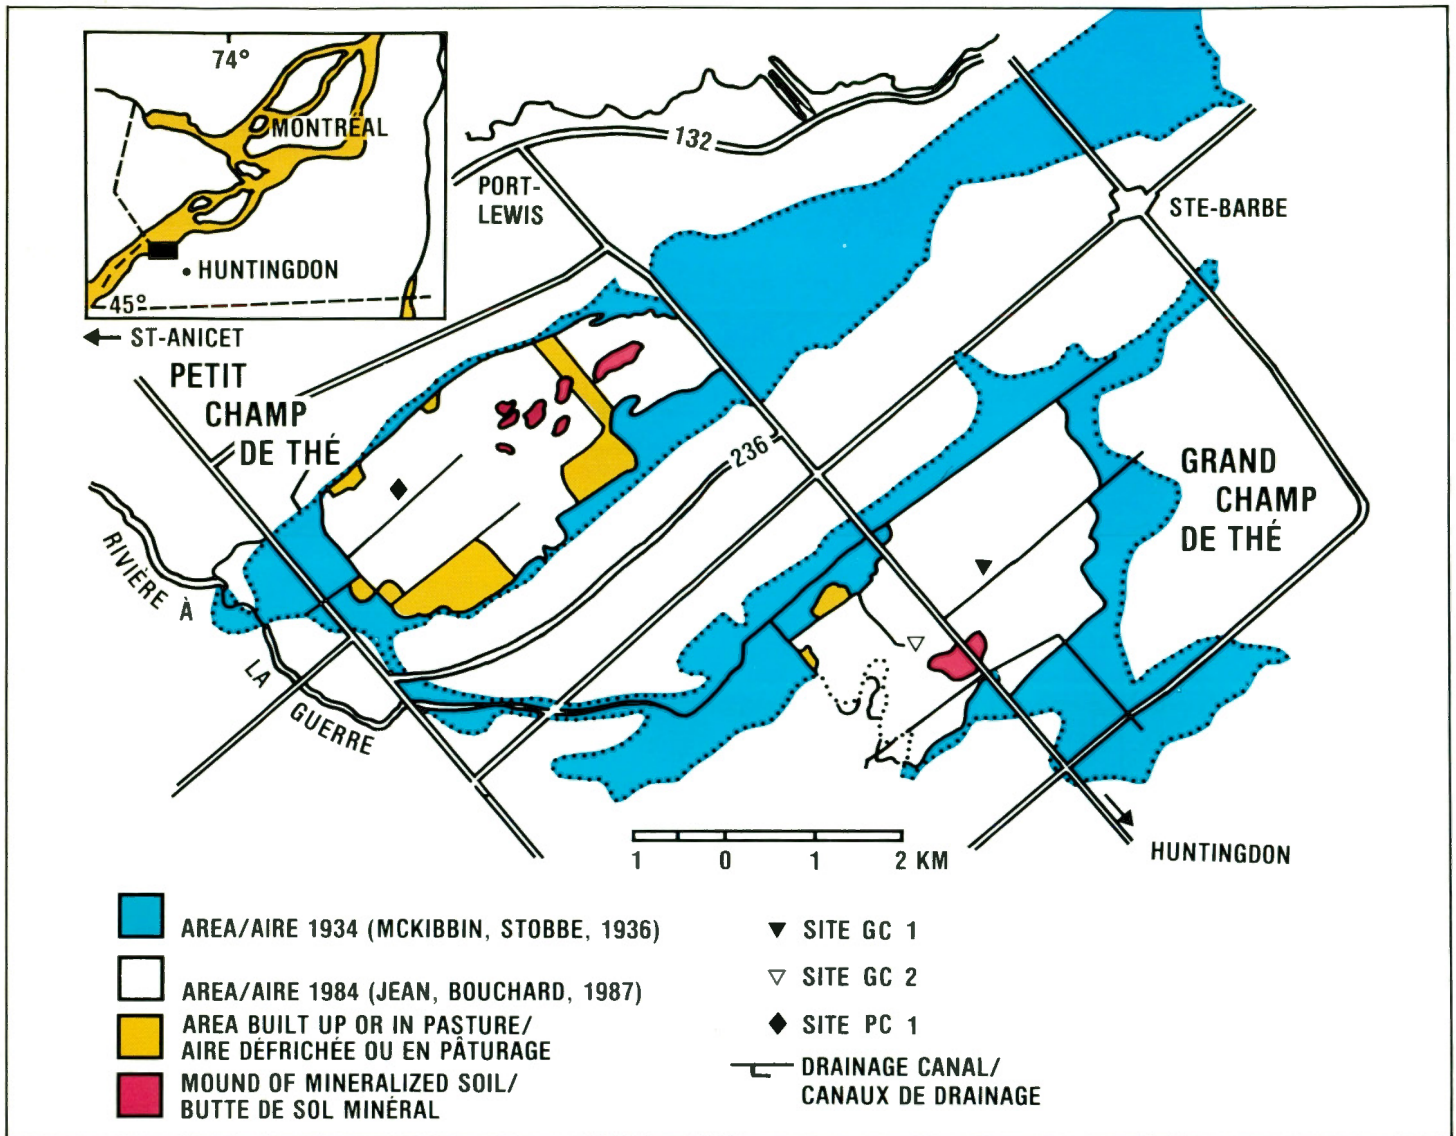 74°
MONTRÉAL
HUNTINGDON
45°
ST-ANICET
132
PORT-
LEWIS
STE-BARBE
PETIT
CHAMP
DE THÉ
236
GRAND
CHAMP
DE THÉ
RIVIÈRE À
LA
GUERRE
1 0 1 2 KM
HUNTINGDON
AREA/AIRE 1934 (MCKIBBIN, STOBBE, 1936)
AREA/AIRE 1984 (JEAN, BOUCHARD, 1987)
AREA BUILT UP OR IN PASTURE/
AIRE DÉFRICHÉE OU EN PÂTURAGE
MOUND OF MINERALIZED SOIL/
BUTTE DE SOL MINÉRAL
SITE GC 1
SITE GC 2
SITE PC 1
DRAINAGE CANAL/
CANAUX DE DRAINAGE